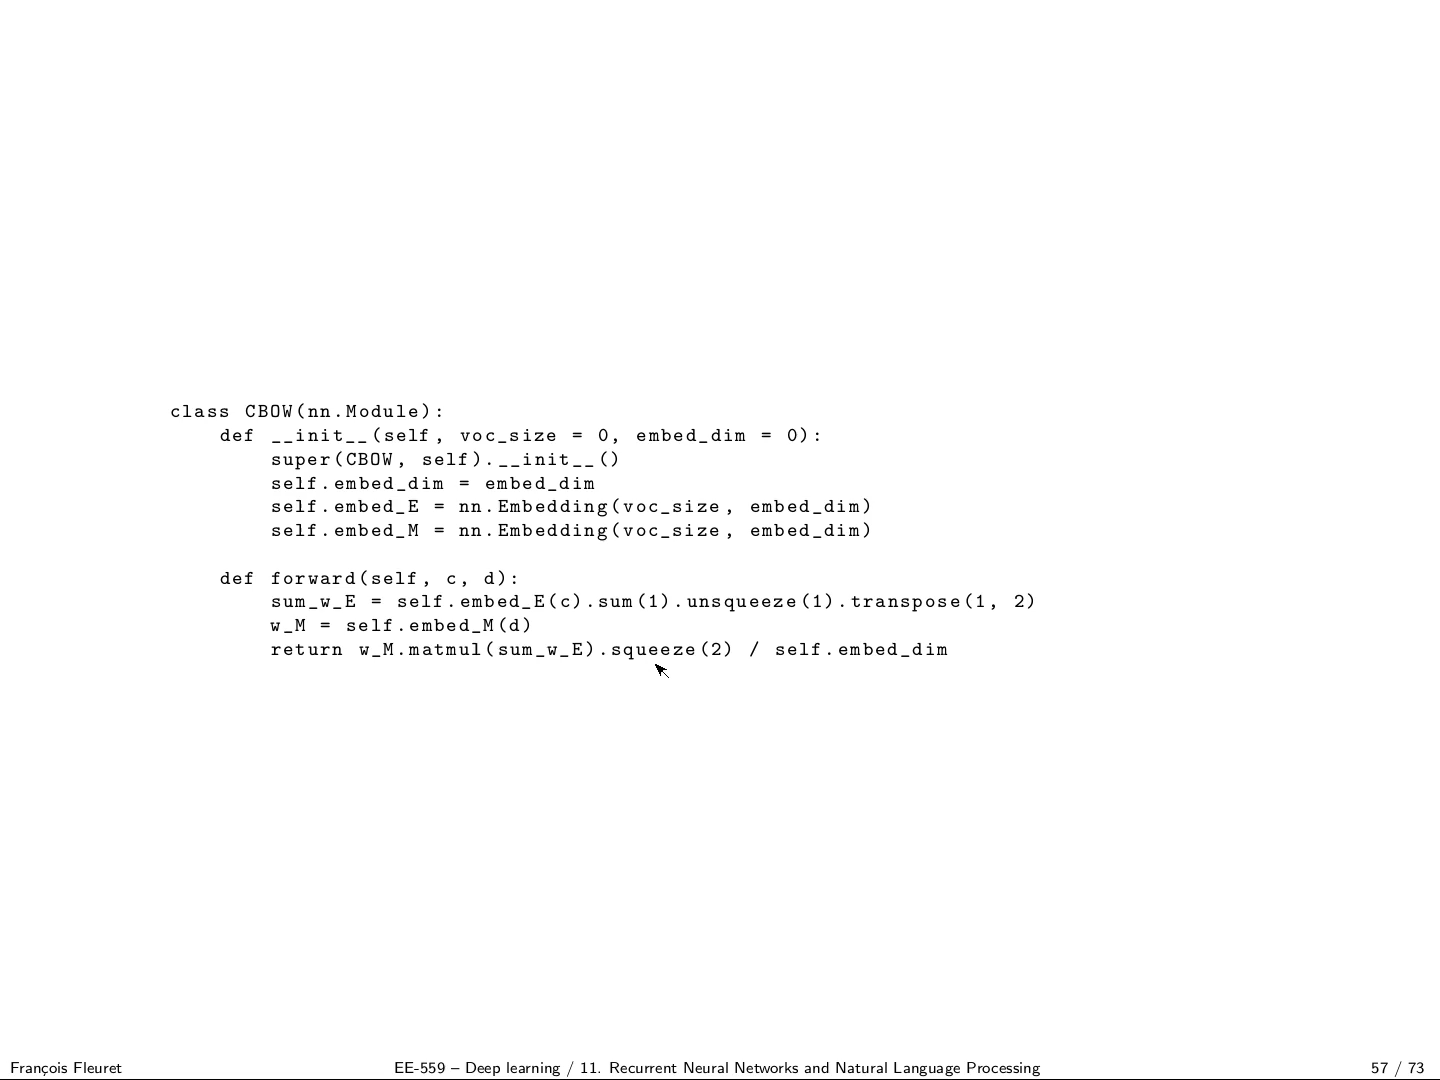 class CBOW(nn.Module):
    def __init__(self, voc_size = 0, embed_dim = 0):
        super(CBOW, self).__init__()
        self.embed_dim = embed_dim
        self.embed_E = nn.Embedding(voc_size, embed_dim)
        self.embed_M = nn.Embedding(voc_size, embed_dim)

    def forward(self, c, d):
        sum_w_E = self.embed_E(c).sum(1).unsqueeze(1).transpose(1, 2)
        w_M = self.embed_M(d)
        return w_M.matmul(sum_w_E).squeeze(2) / self.embed_dim
François Fleuret EE-559 – Deep learning / 11. Recurrent Neural Networks and Natural Language Processing 57 / 73